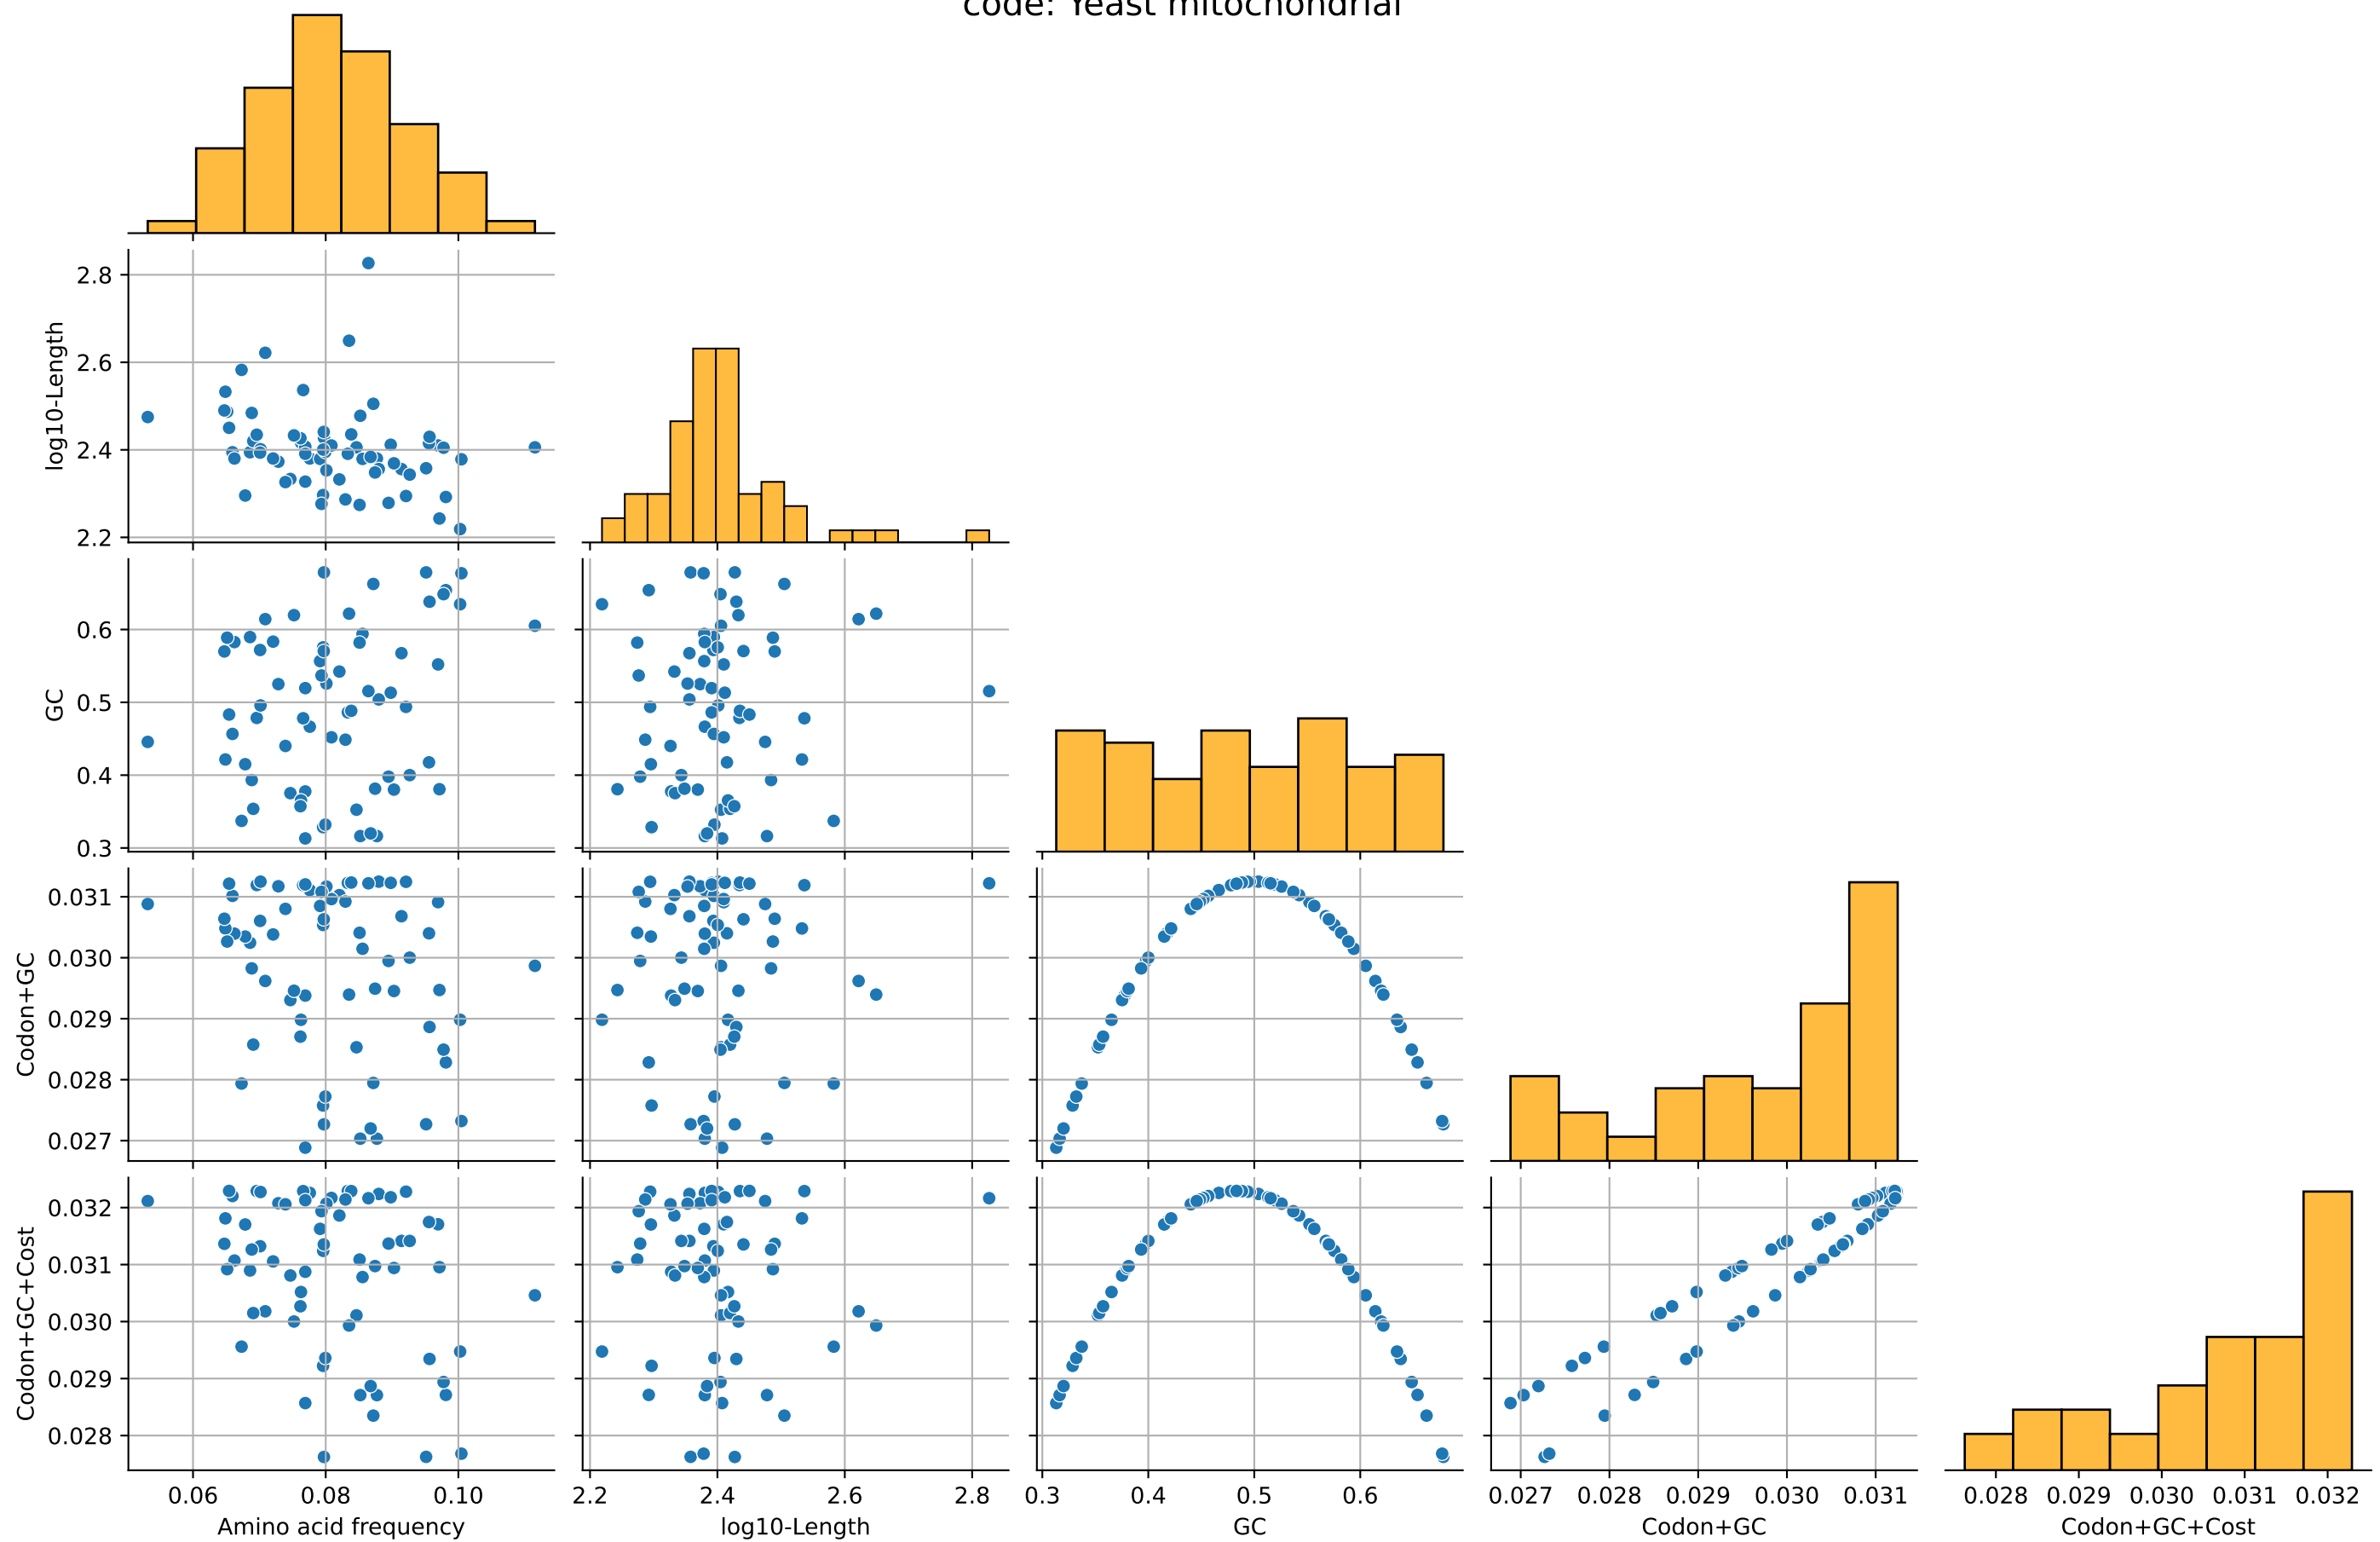 code: Yeast mitochondrial
2.8
2.6
2.4
2.2
log10-Length
0.6
0.5
0.4
0.3
GC
0.031
0.030
0.029
0.028
0.027
Codon+GC
0.032
0.031
0.030
0.029
0.028
Codon+GC+Cost
0.06 0.08 0.10 2.2 2.4 2.6 2.8 0.3 0.4 0.5 0.6 0.027 0.028 0.029 0.030 0.031 0.028 0.029 0.030 0.031 0.032
Amino acid frequency log10-Length GC Codon+GC Codon+GC+Cost